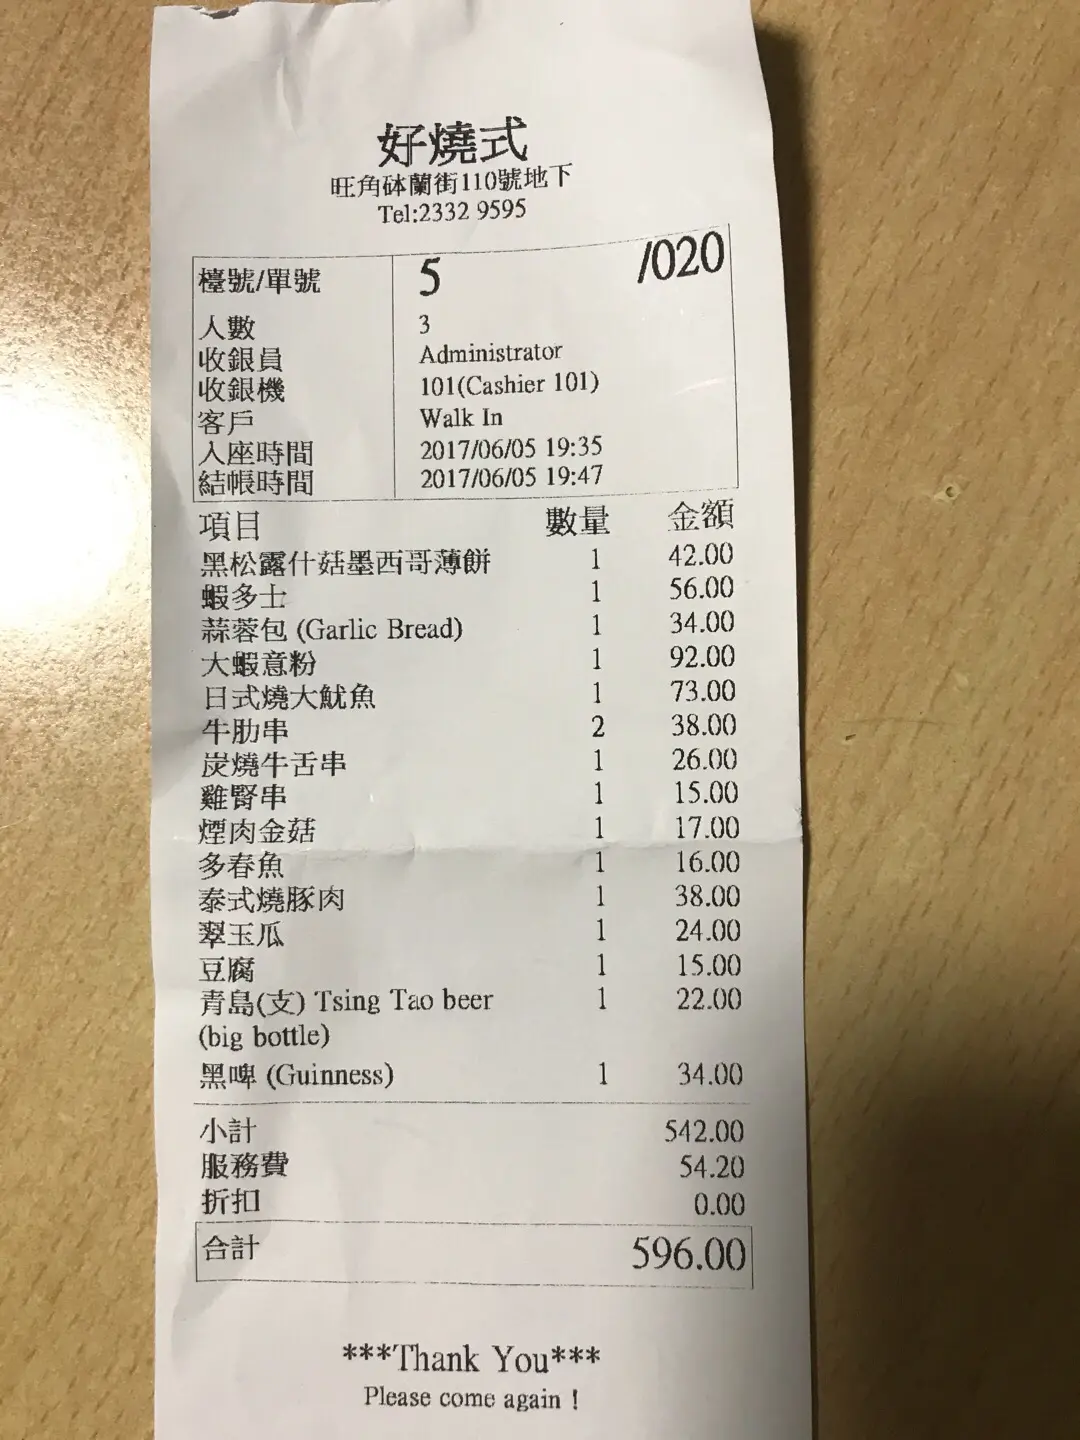 好燒式
旺角砵蘭街110號地下
Tel:2332 9595
檯號/單號 5 /020
人數 3
收銀員 Administrator
收銀機 101(Cashier 101)
客戶 Walk In
入座時間 2017/06/05 19:35
結帳時間 2017/06/05 19:47
項目 數量 金額
黑松露什菇墨西哥薄餅 1 42.00
蝦多士 1 56.00
蒜蓉包 (Garlic Bread) 1 34.00
大蝦意粉 1 92.00
日式燒大魷魚 1 73.00
牛肋串 2 38.00
炭燒牛舌串 1 26.00
雞腎串 1 15.00
煙肉金菇 1 17.00
多春魚 1 16.00
泰式燒豚肉 1 38.00
翠玉瓜 1 24.00
豆腐 1 15.00
青島(支) Tsing Tao beer 1 22.00
(big bottle)
黑啤 (Guinness) 1 34.00
小計 542.00
服務費 54.20
折扣 0.00
合計 596.00
***Thank You***
Please come again !